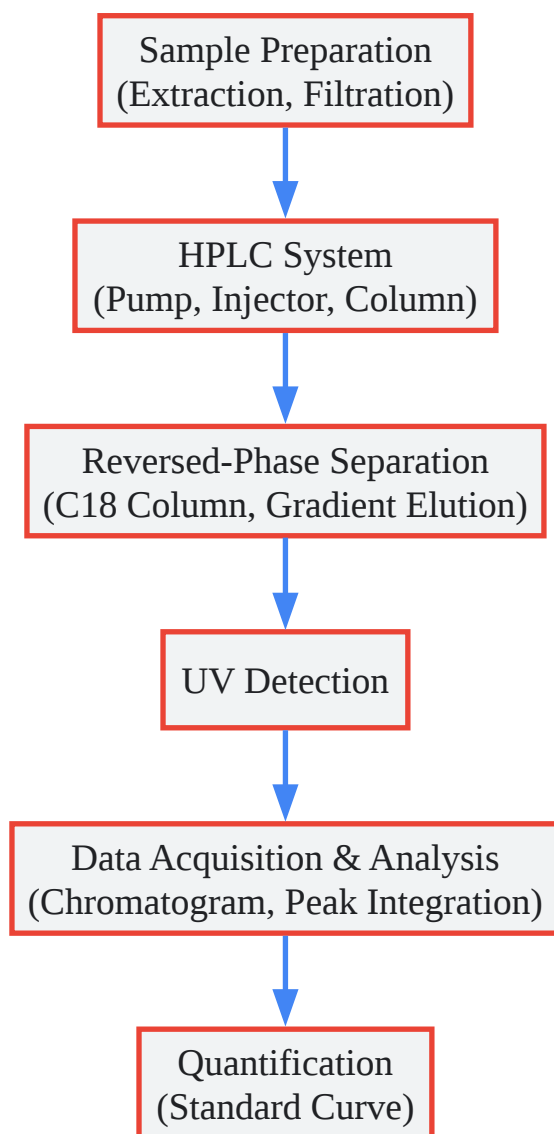 Sample Preparation
(Extraction, Filtration)
HPLC System
(Pump, Injector, Column)
Reversed-Phase Separation
(C18 Column, Gradient Elution)
UV Detection
Data Acquisition & Analysis
(Chromatogram, Peak Integration)
Quantification
(Standard Curve)